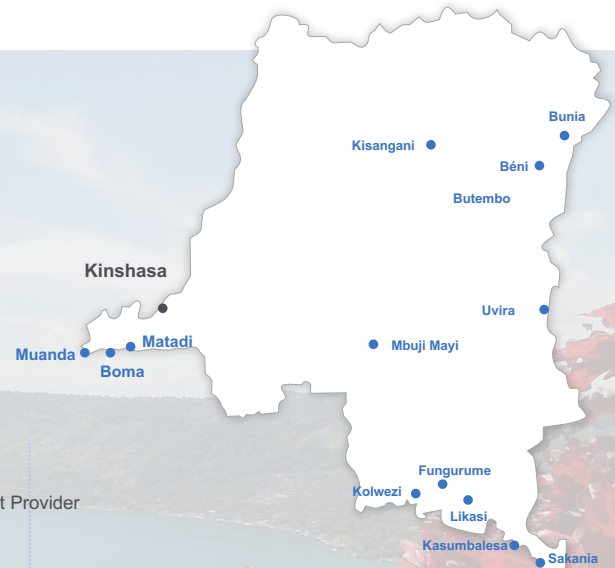 Bunia
Kisangani
Béni
Butembo
Kinshasa
Uvira
Matadi
Mbuji Mayi
Muanda
Boma
Fungurume
Kolwezi
t Provider
Likasi
Kasumbalesa
Sakania